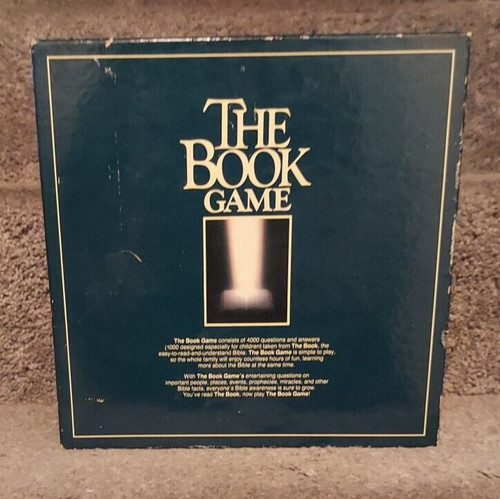 THE
BOOK
GAME
The Book Game consists of 4000 questions and answers
(1000 designed especially for children) taken from The Book, the
easy-to-read-and-understand Bible. The Book Game is simple to play,
so the whole family will enjoy countless hours of fun, learning
more about the Bible at the same time.
With The Book Game's entertaining questions on
important people, places, events, prophecies, miracles, and other
Bible facts, everyone's Bible awareness is sure to grow.
You've read The Book, now play The Book Game!